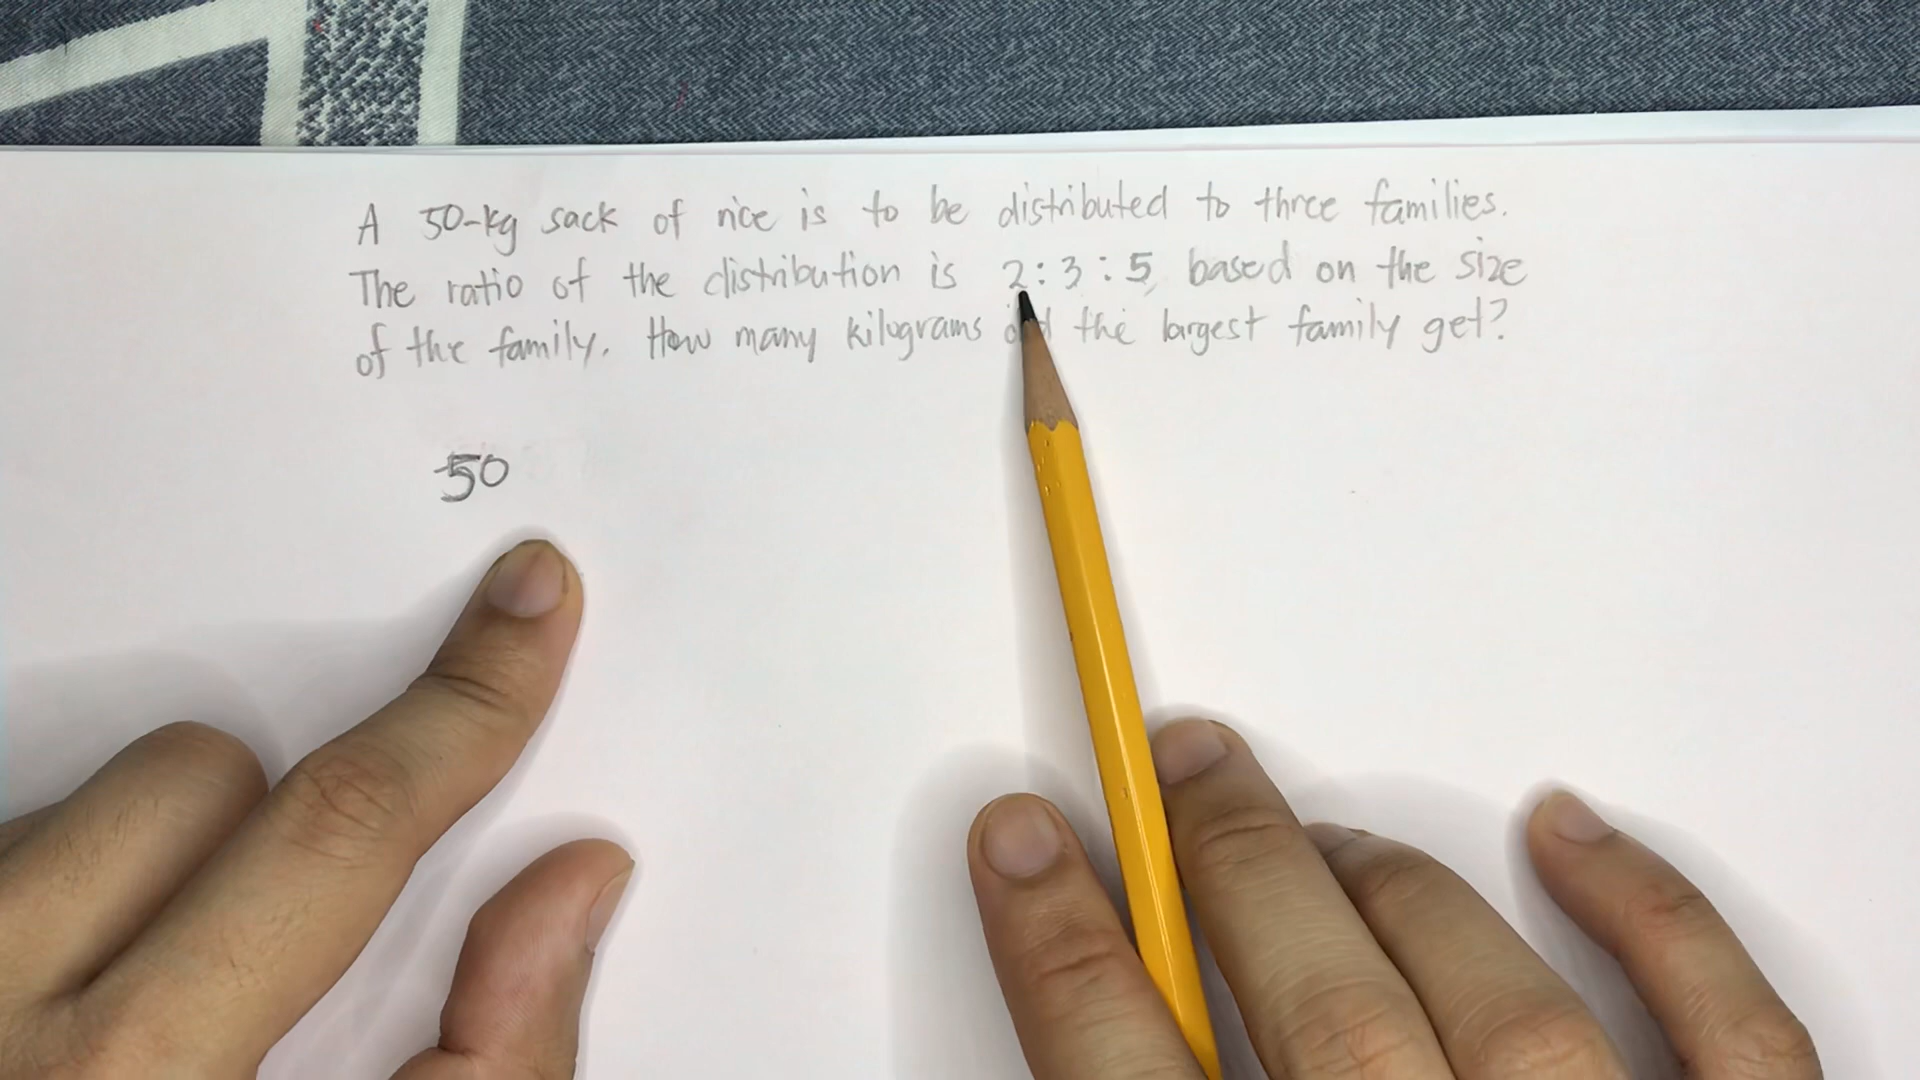 A 50-kg sack of rice is to be distributed to three families.
The ratio of the distribution is 2:3:5, based on the size
of the family. How many kilograms did the largest family get?
50